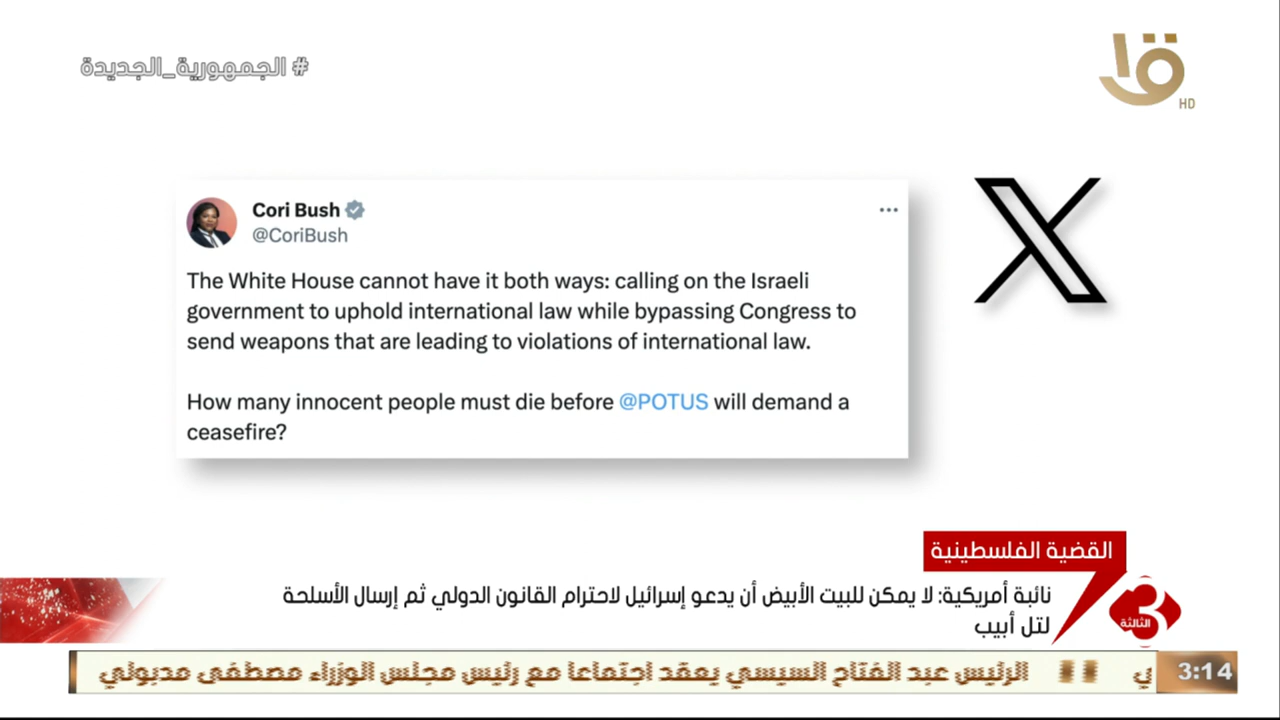 # الجمهورية_الجديدة
HD
Cori Bush
@CoriBush
The White House cannot have it both ways: calling on the Israeli
government to uphold international law while bypassing Congress to
send weapons that are leading to violations of international law.
How many innocent people must die before @POTUS will demand a
ceasefire?
القضية الفلسطينية
نائبة أمريكية: لا يمكن للبيت الأبيض أن يدعو إسرائيل لاحترام القانون الدولي ثم إرسال الأسلحة
لتل أبيب
3 الثالثة
3:14
الرئيس عبد الفتاح السيسي يعقد اجتماعا مع رئيس مجلس الوزراء مصطفى مدبولي